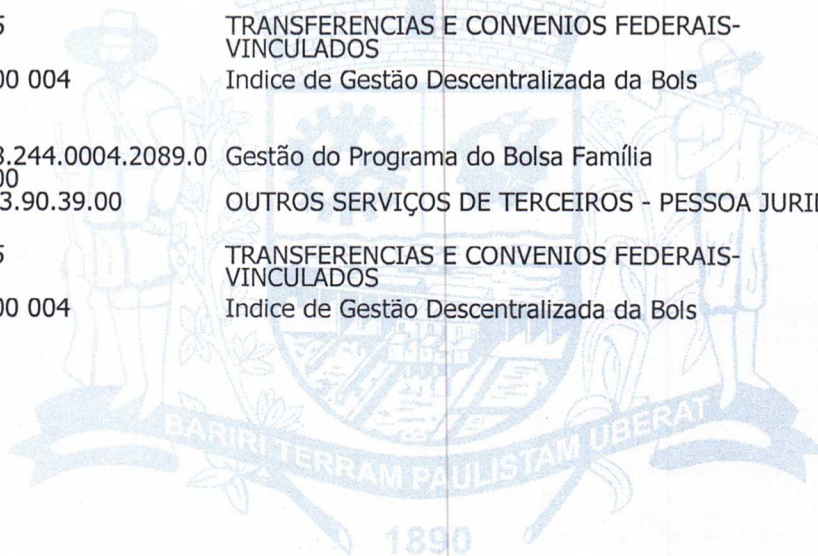 5 TRANSFERENCIAS E CONVENIOS FEDERAIS-
VINCULADOS
00 004 Indice de Gestão Descentralizada da Bols
8.244.0004.2089.0 Gestão do Programa do Bolsa Família
00
3.90.39.00 OUTROS SERVIÇOS DE TERCEIROS - PESSOA JURI
5 TRANSFERENCIAS E CONVENIOS FEDERAIS-
VINCULADOS
00 004 Indice de Gestão Descentralizada da Bols
BARIRI TERRAM PAULISTAM UBERAT
1890